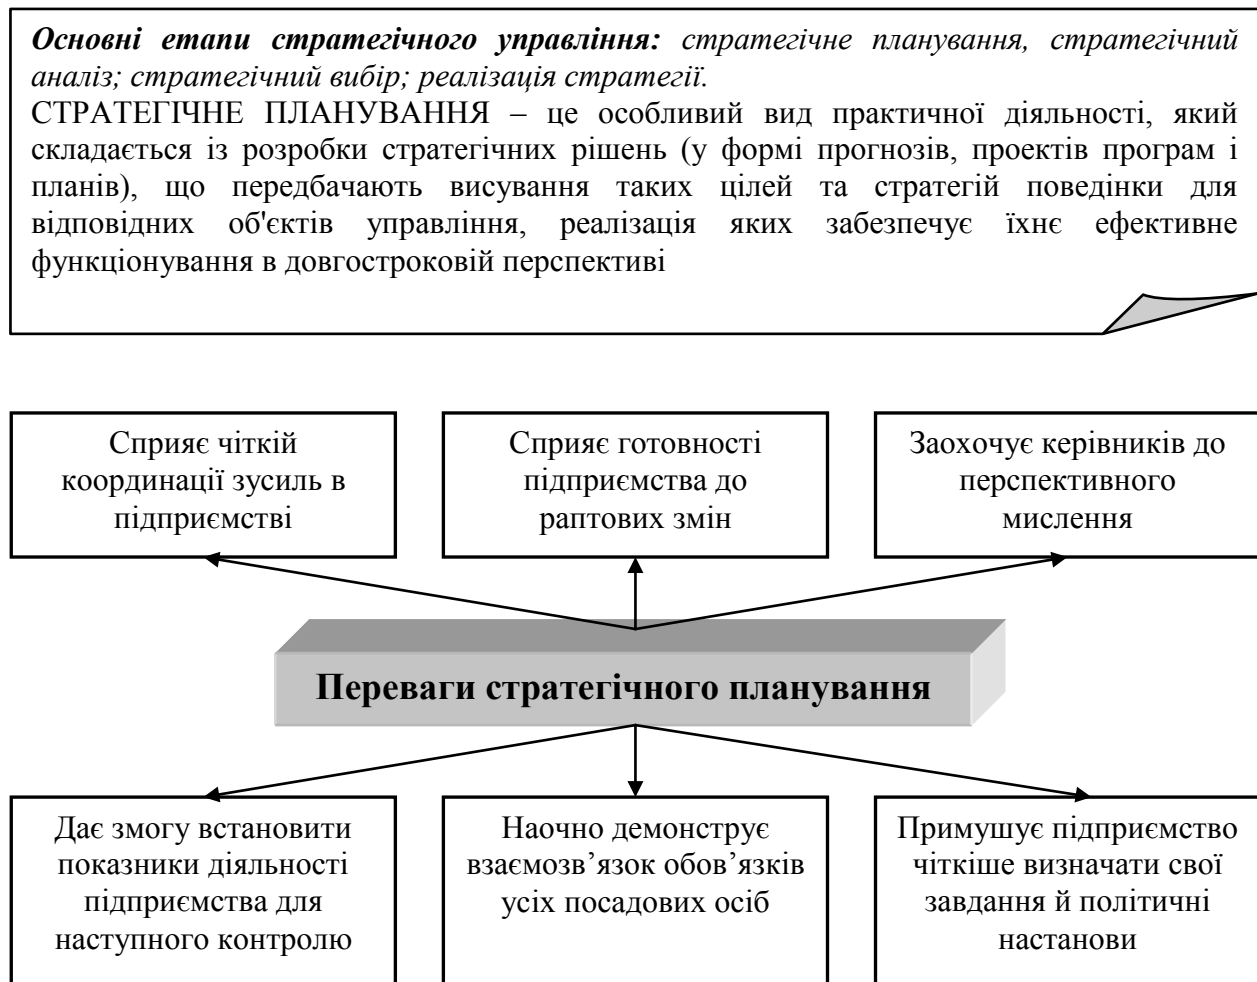 Основні етапи стратегічного управління: стратегічне планування, стратегічний
аналіз; стратегічний вибір; реалізація стратегії.
СТРАТЕГІЧНЕ ПЛАНУВАННЯ – це особливий вид практичної діяльності, який
складається із розробки стратегічних рішень (у формі прогнозів, проектів програм і
планів), що передбачають висування таких цілей та стратегій поведінки для
відповідних об'єктів управління, реалізація яких забезпечує їхнє ефективне
функціонування в довгостроковій перспективі
Сприяє чіткій
координації зусиль в
підприємстві
Сприяє готовності
підприємства до
раптових змін
Заохочує керівників до
перспективного
мислення
Переваги стратегічного планування
Дає змогу встановити
показники діяльності
підприємства для
наступного контролю
Наочно демонструє
взаємозв’язок обов’язків
усіх посадових осіб
Примушує підприємство
чіткіше визначати свої
завдання й політичні
настанови